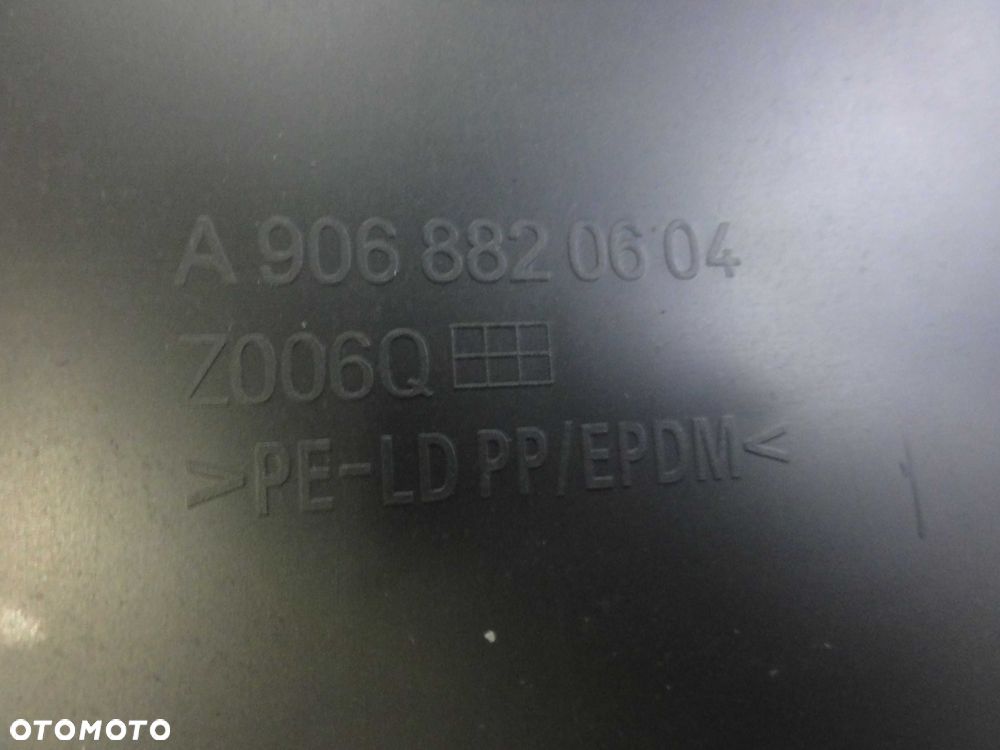 A 906 882 06 04
Z006Q
>PE-LD PP/EPDM<
OTOMOTO